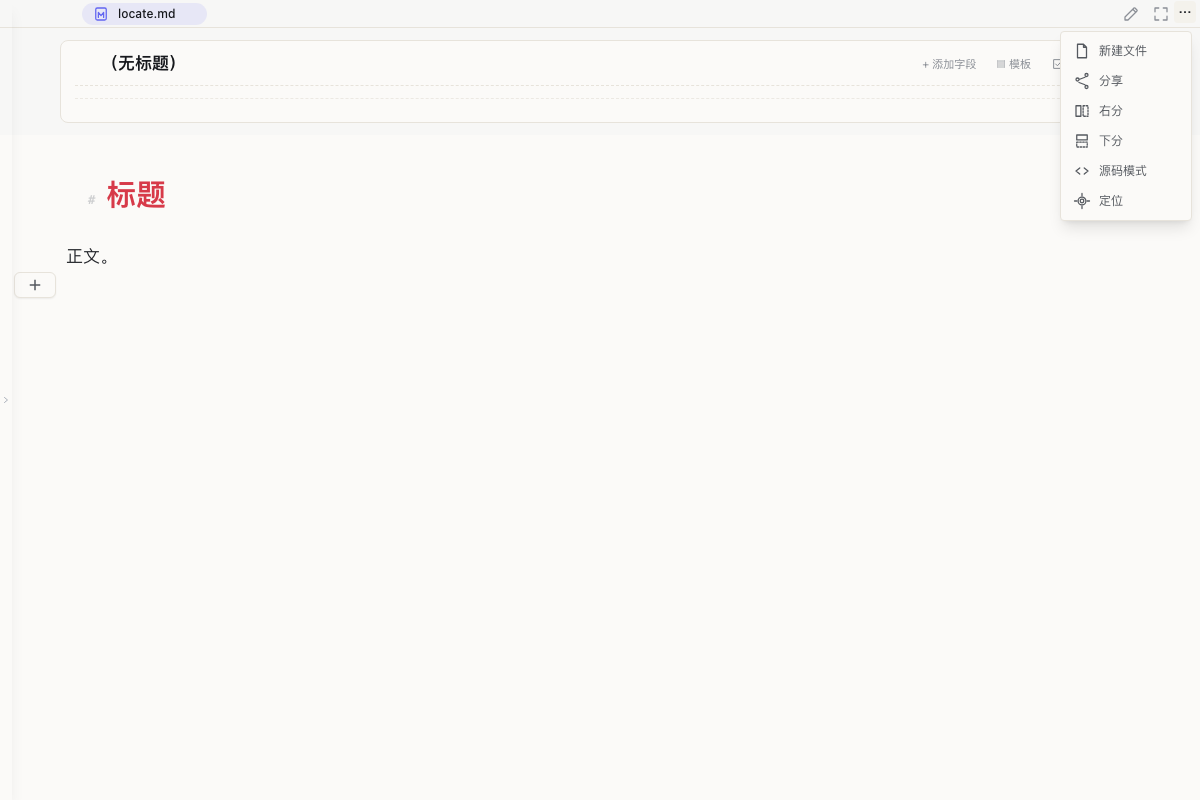 locate.md
(无标题)
+ 添加字段 模板
新建文件
分享
右分
下分
源码模式
定位
# 标题
正文。